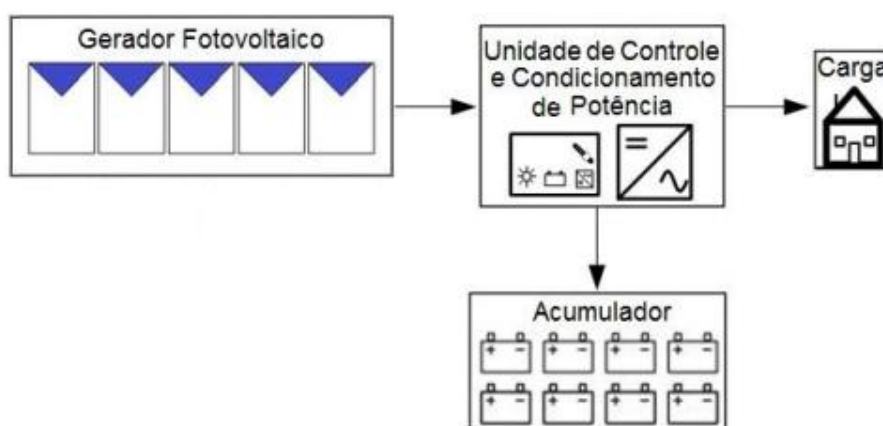 Gerador Fotovoltaico
Unidade de Controle
e Condicionamento
de Potência
Carga
Acumulador
+ - + - + - + -
+ - + - + - + -